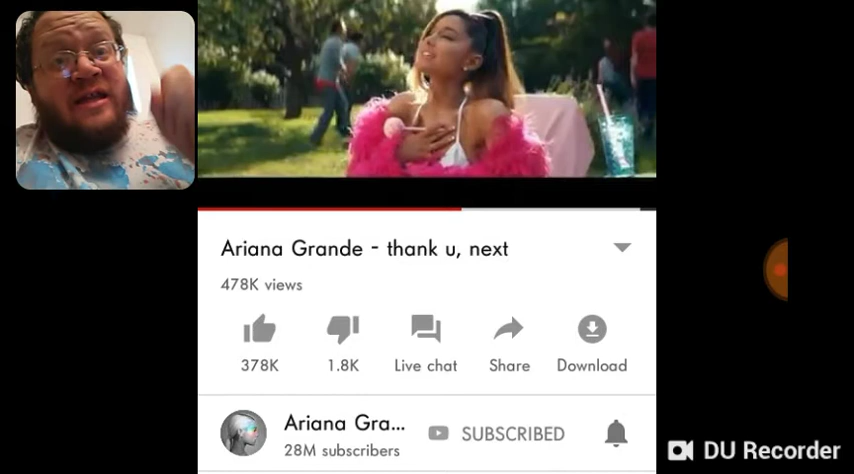 Ariana Grande - thank u, next
478K views
378K 1.8K Live chat Share Download
Ariana Gra... SUBSCRIBED
28M subscribers
DU Recorder